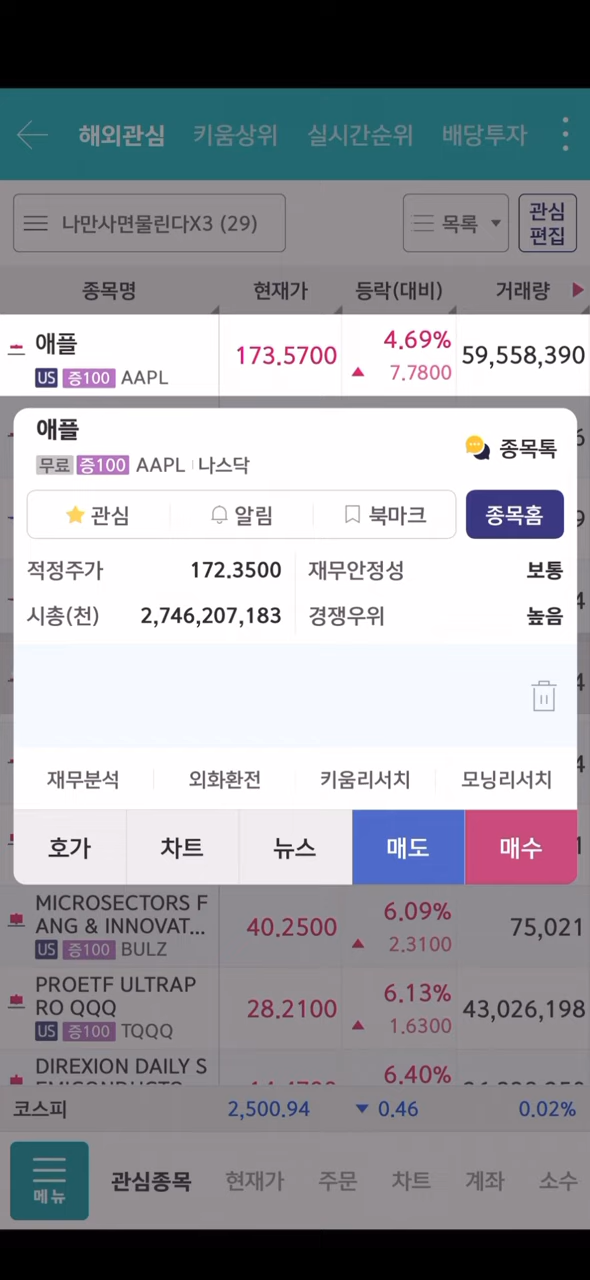 해외관심 키움상위 실시간순위 배당투자
나만사면물린다X3 (29) 목록 관심편집
종목명 현재가 등락(대비) 거래량
애플 173.5700 4.69% 59,558,390
US 증100 AAPL ▲ 7.7800
애플
무료 증100 AAPL 나스닥 종목톡
관심 알림 북마크 종목홈
적정주가 172.3500 재무안정성 보통
시총(천) 2,746,207,183 경쟁우위 높음
재무분석 외화환전 키움리서치 모닝리서치
호가 차트 뉴스 매도 매수
MICROSECTORS F
ANG & INNOVAT... 40.2500 6.09% 75,021
US 증100 BULZ ▲ 2.3100
PROETF ULTRAP
RO QQQ 28.2100 6.13% 43,026,198
US 증100 TQQQ ▲ 1.6300
DIREXION DAILY S
6.40%
코스피 2,500.94 ▼ 0.46 0.02%
메뉴 관심종목 현재가 주문 차트 계좌 소수